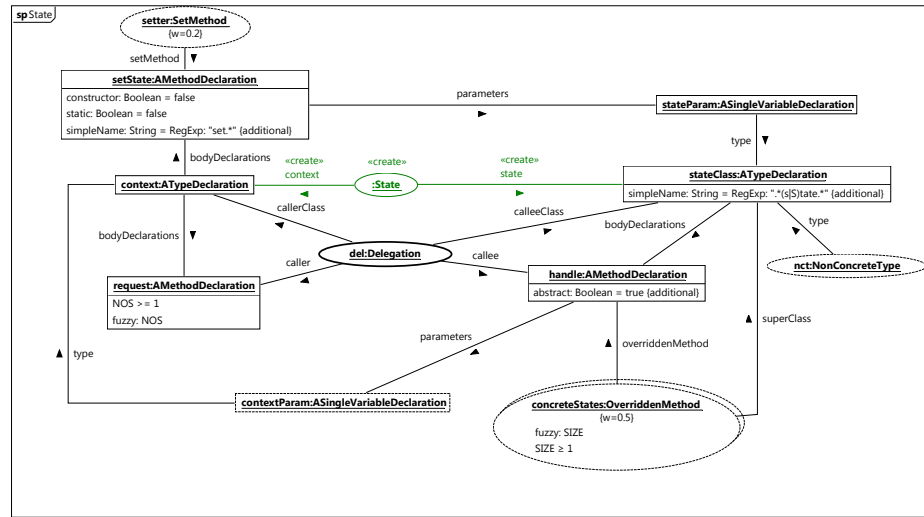 sp State
setter:SetMethod
{w=0.2}
setMethod
setState:AMethodDeclaration
constructor: Boolean = false
static: Boolean = false
simpleName: String = RegExp: "set.*" {additional}
parameters
stateParam:ASingleVariableDeclaration
type
bodyDeclarations
«create»
context
«create»
«create»
state
context:ATypeDeclaration
:State
stateClass:ATypeDeclaration
simpleName: String = RegExp: ".*(s|S)tate.*" {additional}
callerClass
calleeClass
bodyDeclarations
type
bodyDeclarations
del:Delegation
caller
callee
nct:NonConcreteType
request:AMethodDeclaration
NOS >= 1
fuzzy: NOS
handle:AMethodDeclaration
abstract: Boolean = true {additional}
superClass
parameters
overriddenMethod
type
contextParam:ASingleVariableDeclaration
concreteStates:OverriddenMethod
{w=0.5}
fuzzy: SIZE
SIZE ≥ 1